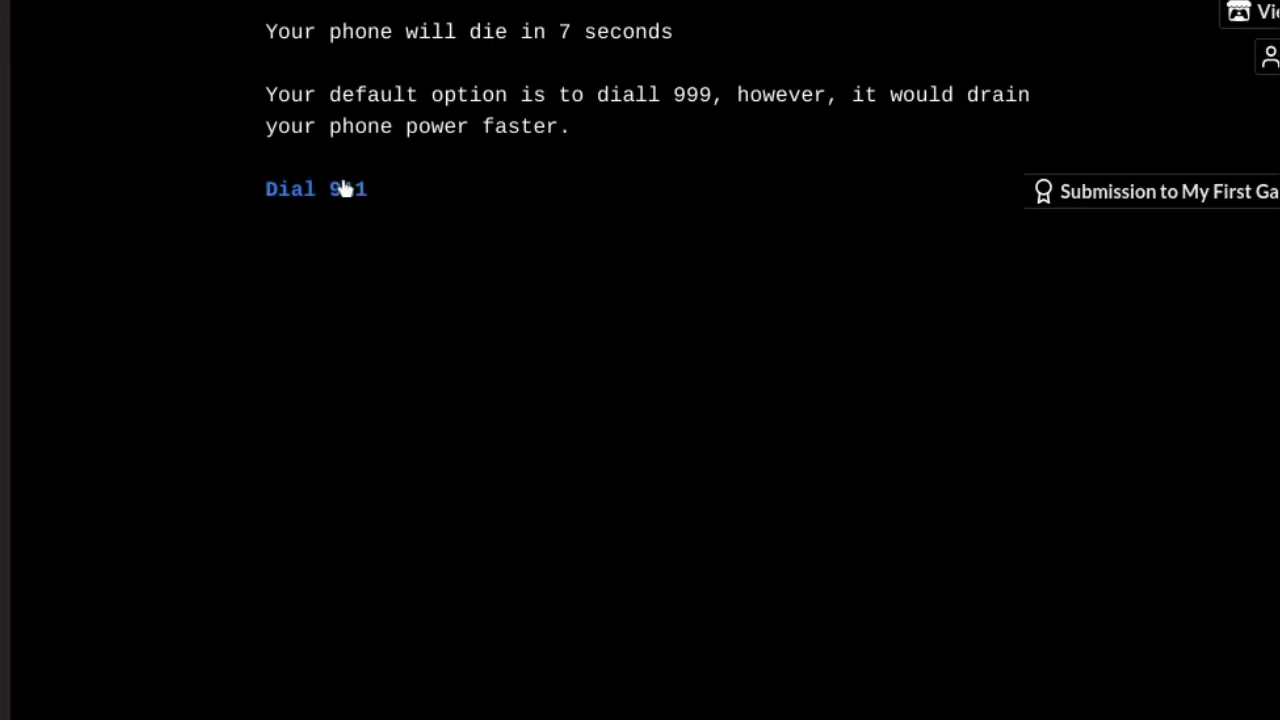 Your phone will die in 7 seconds
Your default option is to diall 999, however, it would drain
your phone power faster.
Dial
Submission to My First Ga